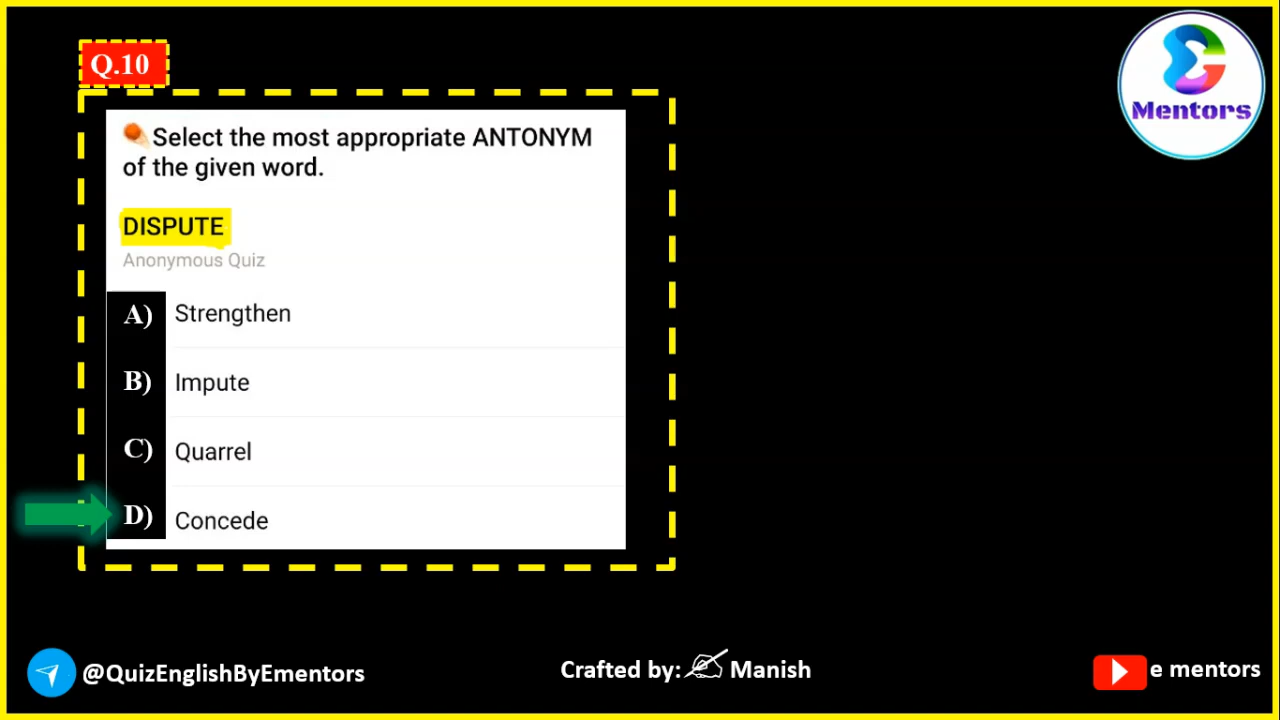 Q.10
Mentors
Select the most appropriate ANTONYM
of the given word.
DISPUTE
Anonymous Quiz
A) Strengthen
B) Impute
C) Quarrel
D) Concede
@QuizEnglishByEmentors
Crafted by: Manish
e mentors